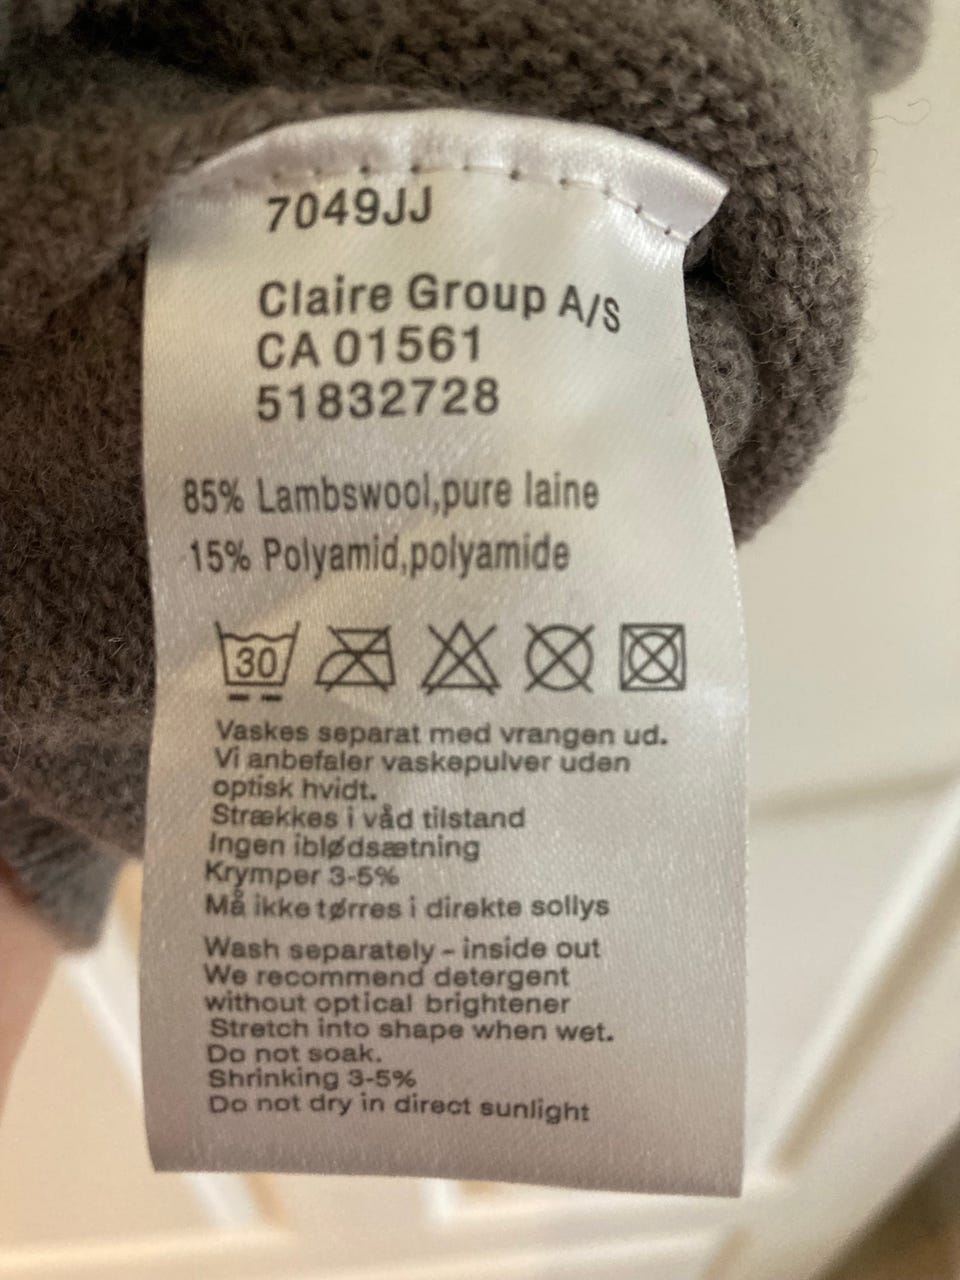 7049JJ
Claire Group A/S
CA 01561
51832728
85% Lambswool,pure laine
15% Polyamid,polyamide
30
Vaskes separat med vrangen ud.
Vi anbefaler vaskepulver uden
optisk hvidt.
Strækkes i våd tilstand
Ingen iblødsætning
Krymper 3-5%
Må ikke tørres i direkte sollys
Wash separately - inside out
We recommend detergent
without optical brightener
Stretch into shape when wet.
Do not soak.
Shrinking 3-5%
Do not dry in direct sunlight